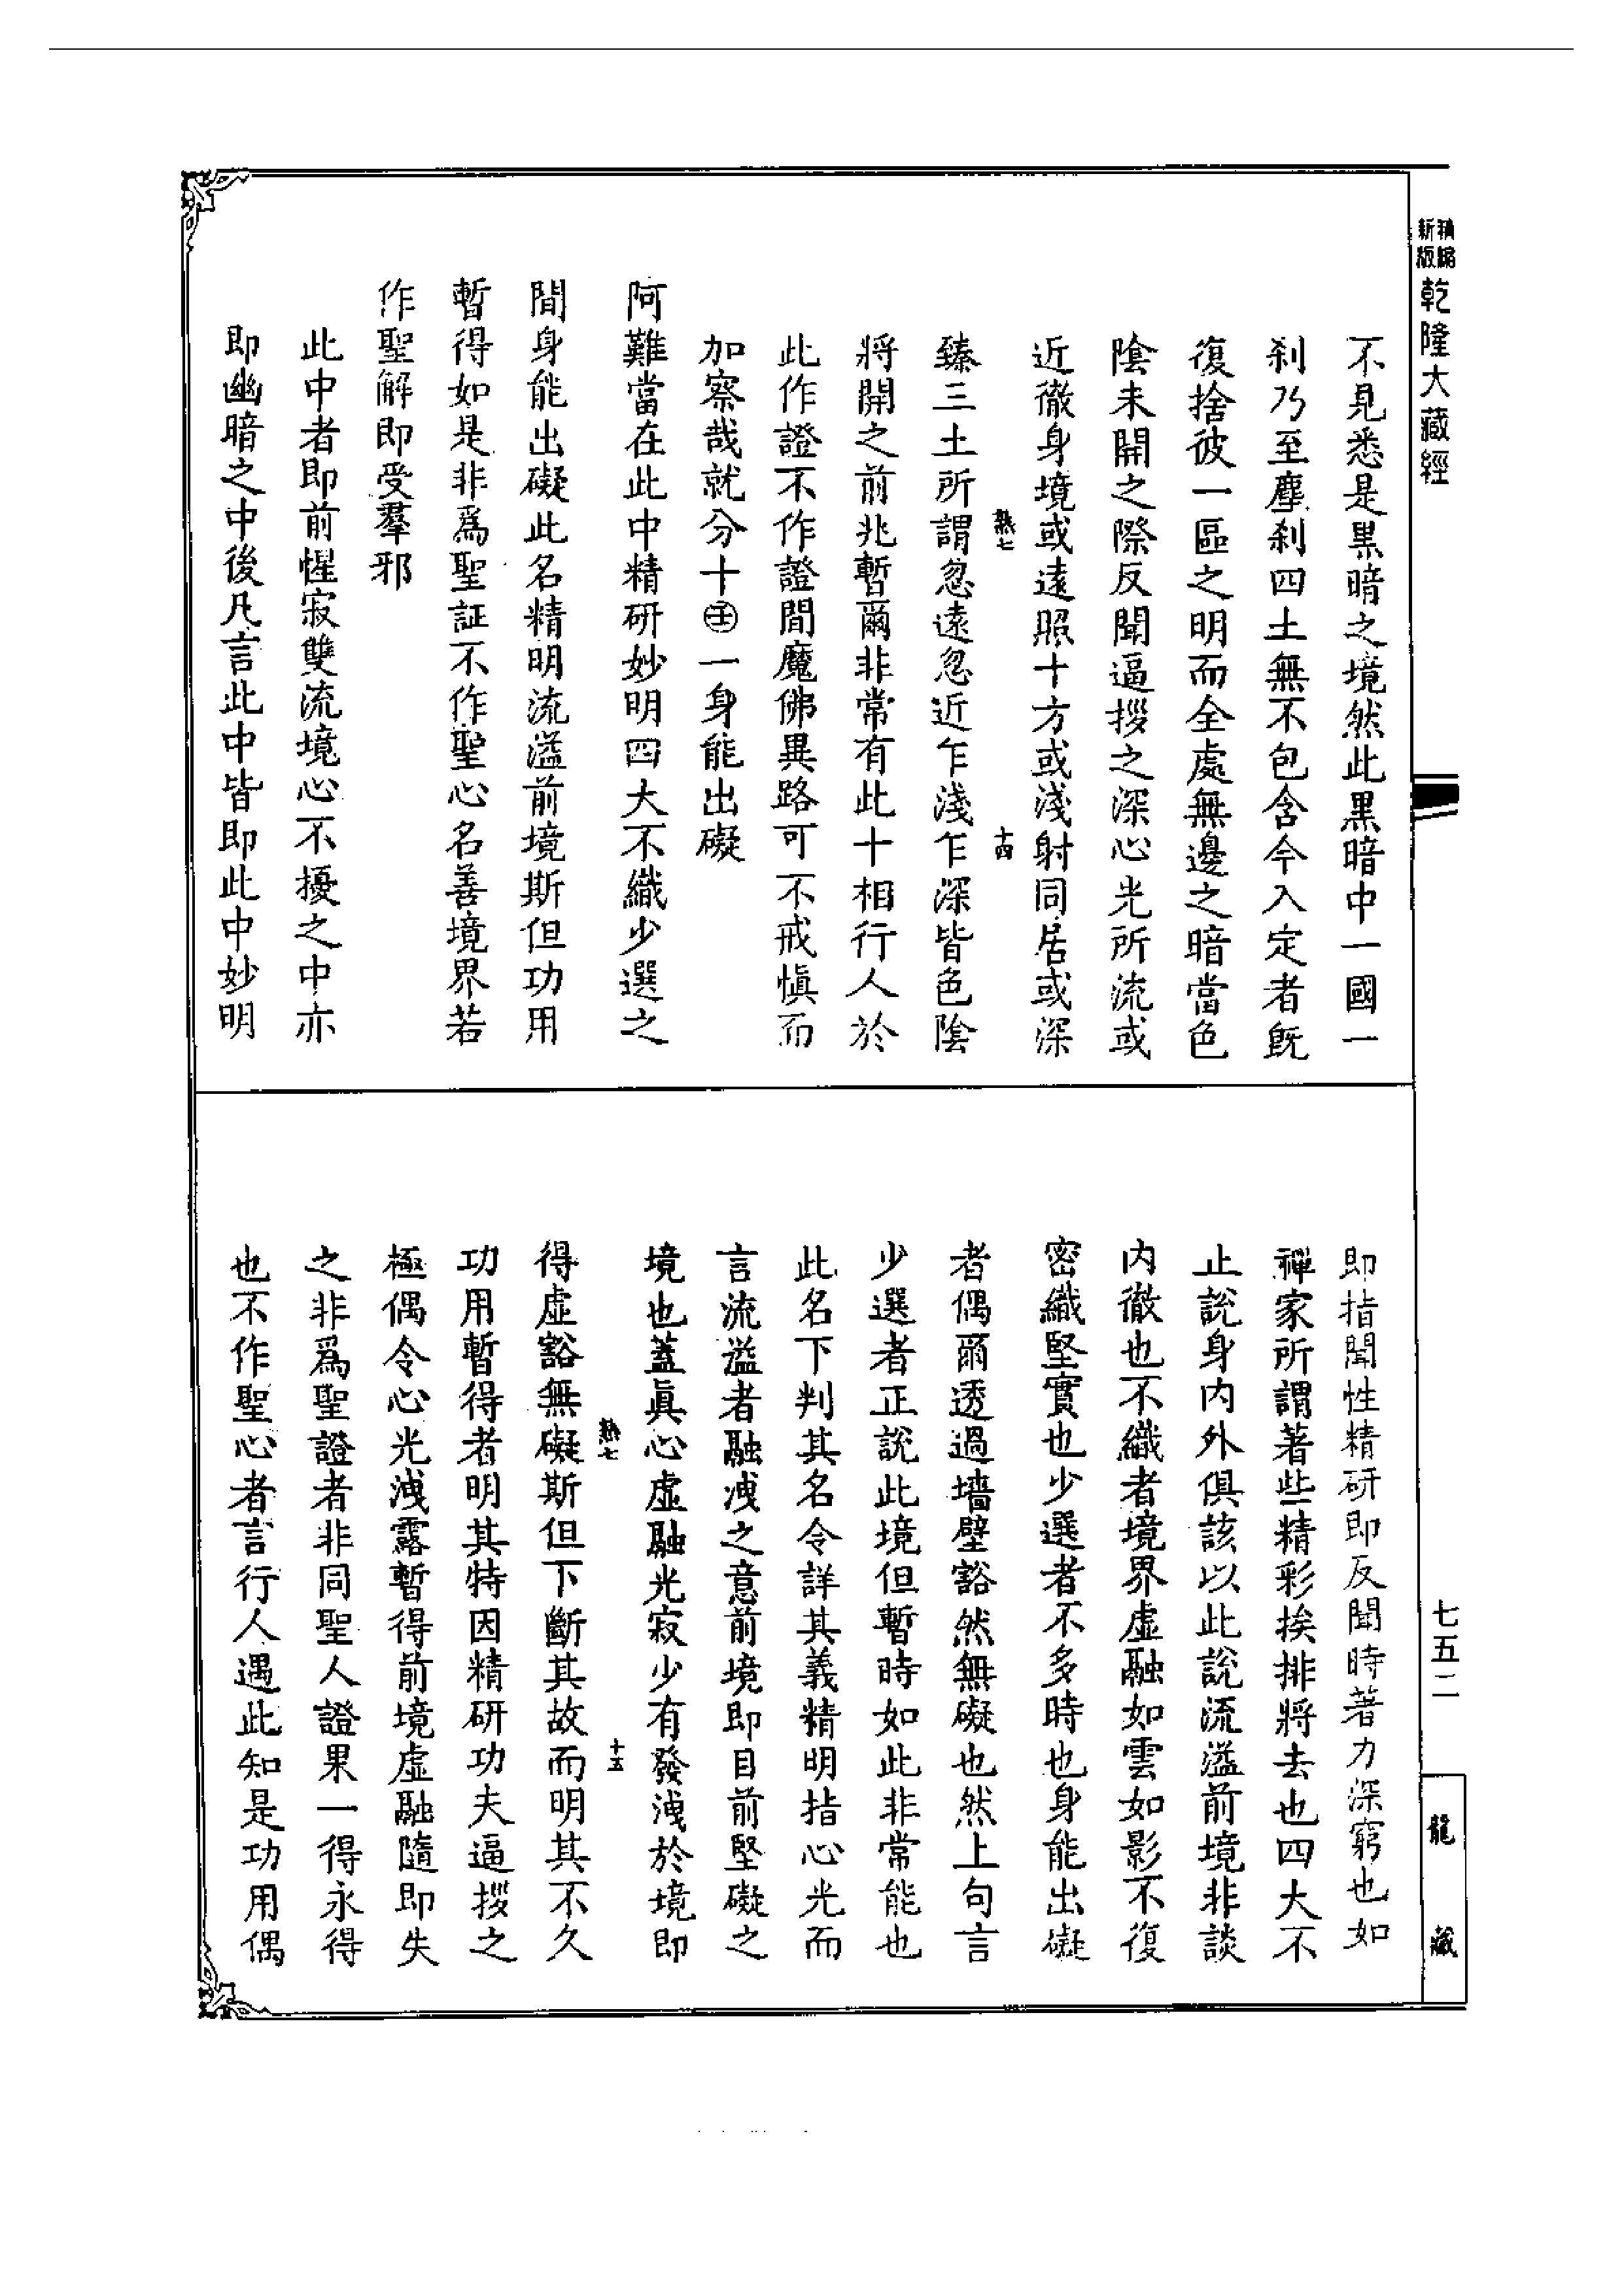 新版
精縮
乾隆大藏經
不見悉是黒暗之境然此黒暗中一國一
刹乃至塵刹四土無不包含今入定者旣
復捨彼一區之明而全處無邊之暗當色
陰未開之際反聞逼拶之深心光所流或
近徹身境或遠照十方或淺射同居或深
熟七
十四
臻三土所謂忽遠忽近乍淺乍深皆色陰
將開之前兆暫爾非常有此十相行人於
此作證不作證間魔佛異路可不戒愼而
加察哉就分十㊣一身能出礙
阿難當在此中精研妙明四大不織少選之
間身能出礙此名精明流溢前境斯但功用
暫得如是非爲聖証不作聖心名善境界若
作聖解即受羣邪
此中者即前惺寂雙流境心不擾之中亦
即幽暗之中後凡言此中皆即此中妙明
即指聞性精研即反聞時著力深窮也如
禪家所謂著些精彩挨排將去也四大不
止說身内外俱該以此說流溢前境非談
内徹也不織者境界虛融如雲如影不復
密織堅實也少選者不多時也身能出礙
者偶爾透過墻壁豁然無礙也然上句言
少選者正說此境但暫時如此非常能也
此名下判其名令詳其義精明指心光而
言流溢者融洩之意前境即目前堅礙之
境也蓋眞心虛融光寂少有發洩於境即
熟七
十五
得虛豁無礙斯但下斷其故而明其不久
功用暫得者明其特因精研功夫逼拶之
極偶令心光洩露暫得前境虛融隨即失
之非爲聖證者非同聖人證果一得永得
也不作聖心者言行人遇此知是功用偶
七五二
龍藏